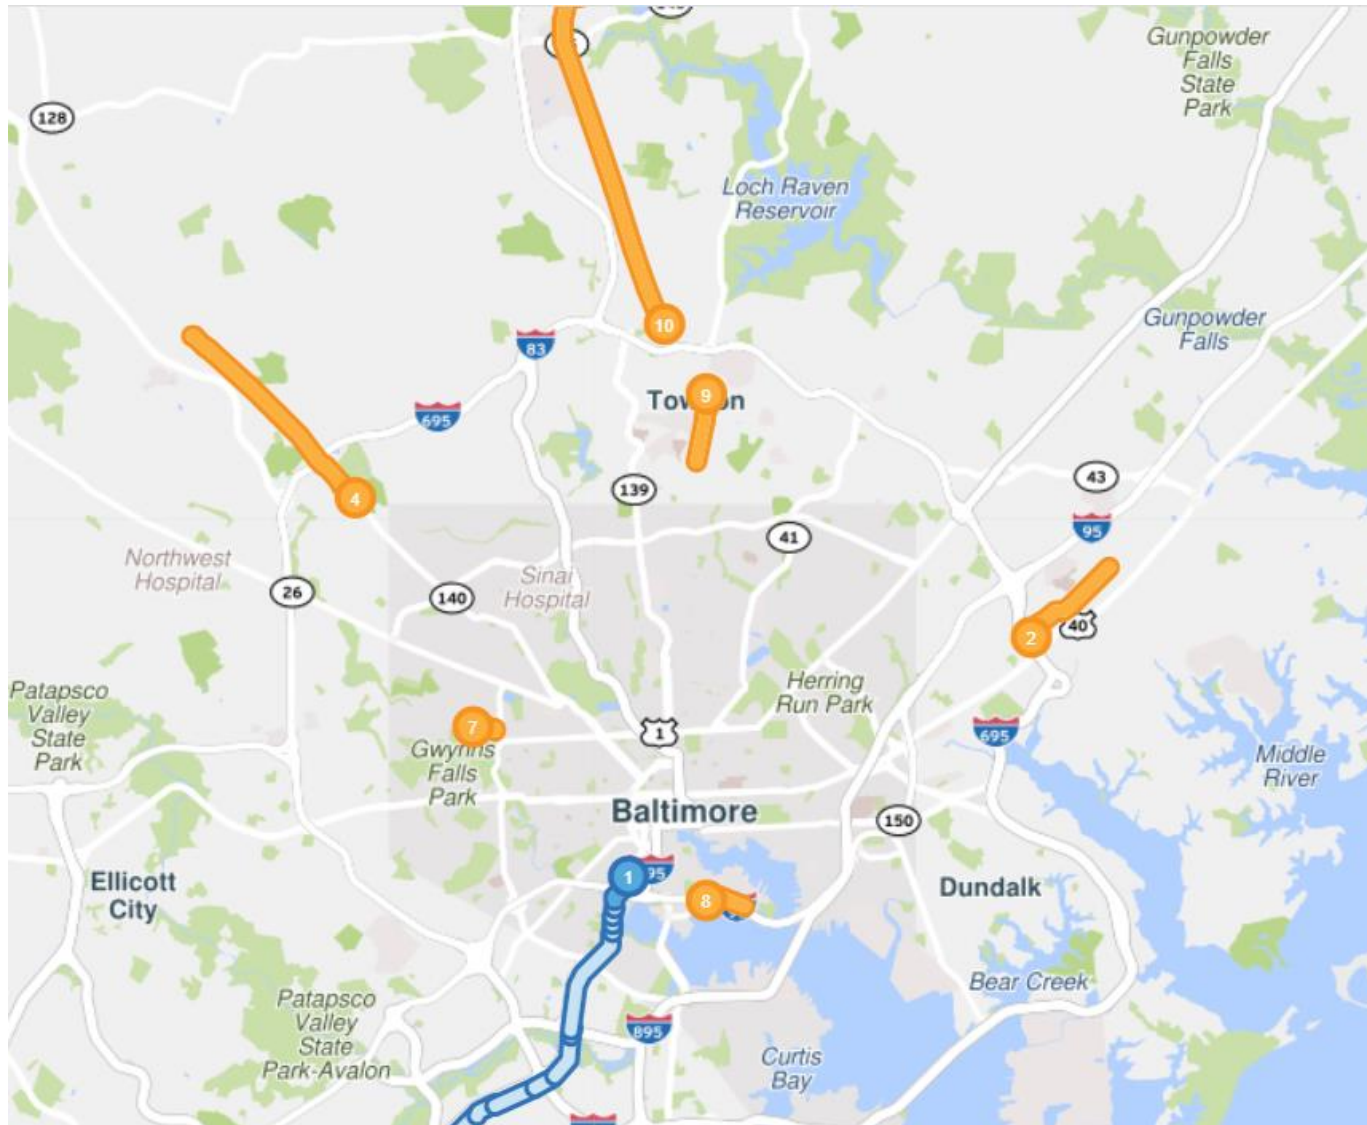 Gunpowder
Falls
State
Park
128
Loch Raven
Reservoir
10
Gunpowder
Falls
83
9
695
4
139
43
41
95
Northwest
Hospital
Sinai
Hospital
26
140
40
2
Herring
Run Park
Patapsco
Valley
State
Park
7
1
695
Gwynns
Falls
Park
Middle
River
Baltimore
150
1
95
8
Ellicott
City
Dundalk
Bear Creek
Patapsco
Valley
State
Park-Avalon
895
Curtis
Bay